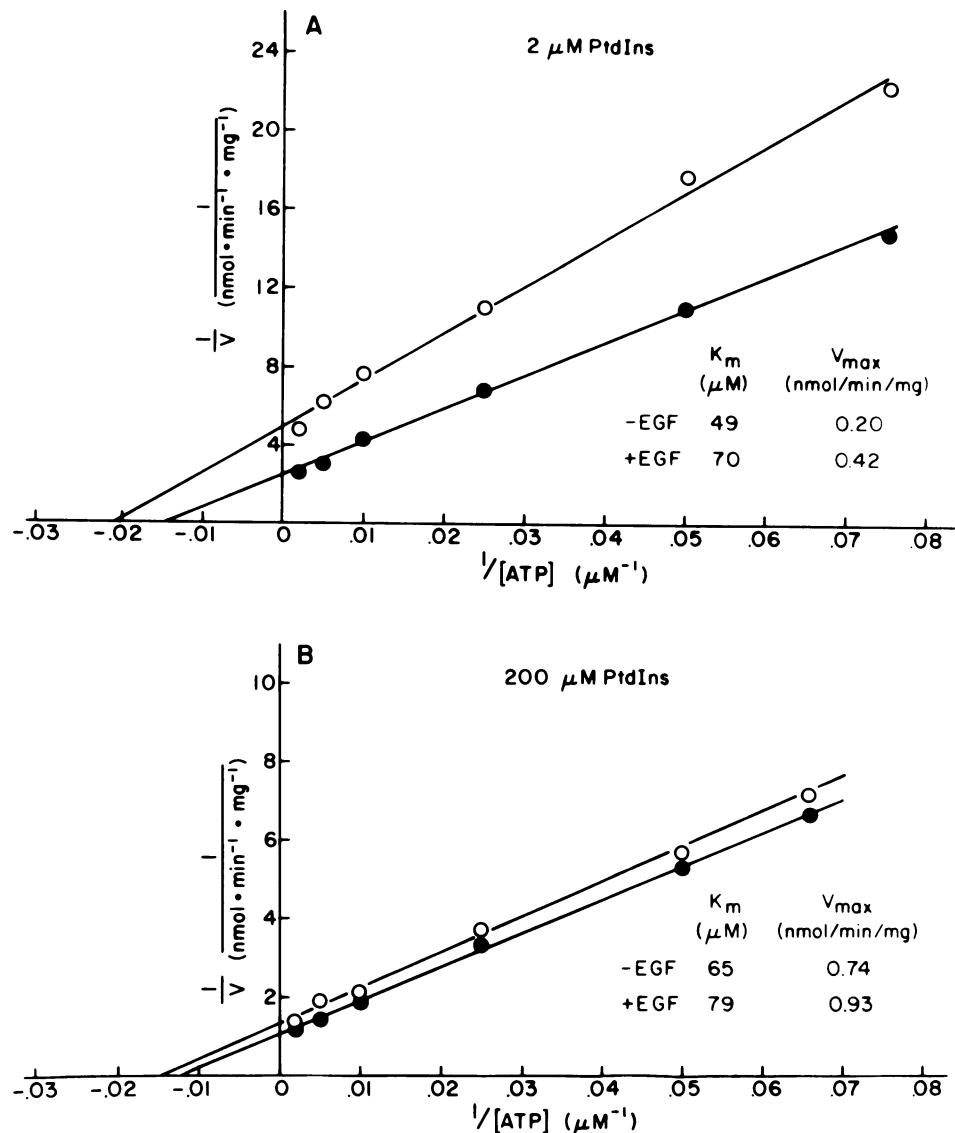 A
2 μM PtdIns
24
20
16
12
8
4
1/V 1/(nmol•min⁻¹•mg⁻¹)
Km Vmax
(μM) (nmol/min/mg)
-EGF 49 0.20
+EGF 70 0.42
-.03 -.02 -.01 0 .01 .02 .03 .04 .05 .06 .07 .08
1/[ATP] (μM⁻¹)
B
200 μM PtdIns
10
8
6
4
2
1/V 1/(nmol•min⁻¹•mg⁻¹)
Km Vmax
(μM) (nmol/min/mg)
-EGF 65 0.74
+EGF 79 0.93
-.03 -.02 -.01 0 .01 .02 .03 .04 .05 .06 .07 .08
1/[ATP] (μM⁻¹)